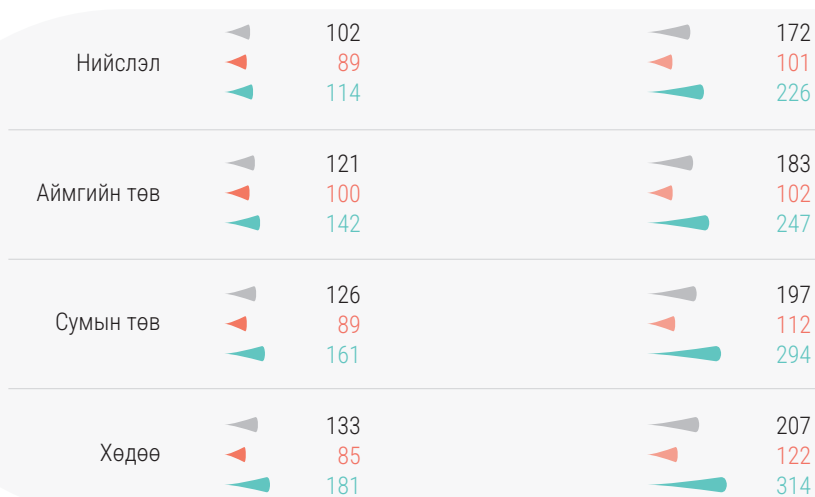 102 172
Нийслэл 89 101
114 226
121 183
Аймгийн төв 100 102
142 247
126 197
Сумын төв 89 112
161 294
133 207
Хөдөө 85 122
181 314